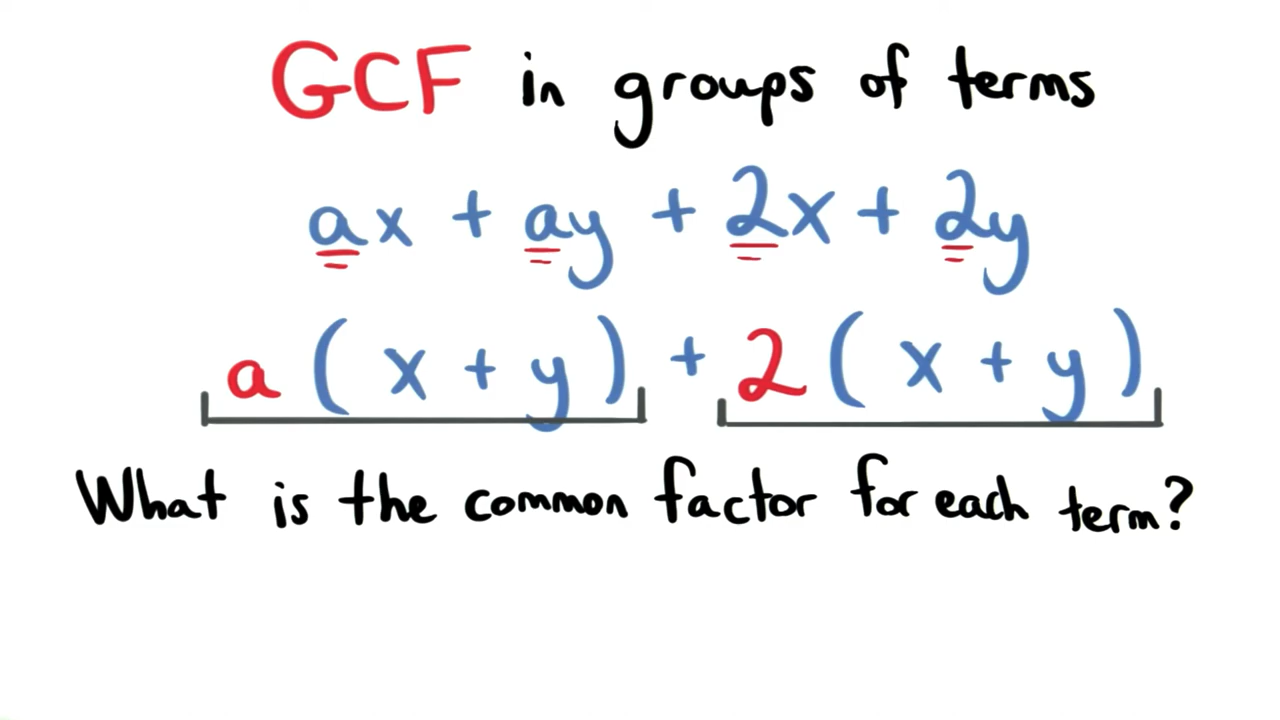 GCF in groups of terms
ax + ay + 2x + 2y
a ( x + y ) + 2 ( x + y )
What is the common factor for each term?